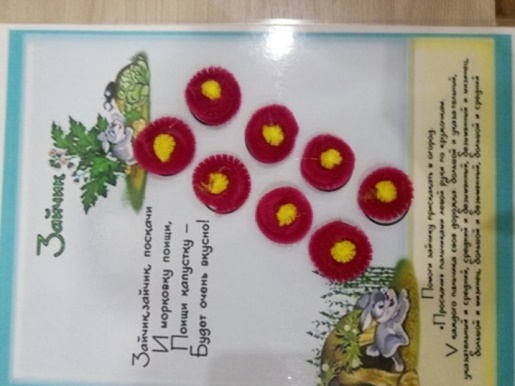 Зайчик
Зайчик,зайчик, поскачи
И морковку поищи,
Поищи капустку –
Будет очень вкусно!
Помоги зайчику прискакать в огород.
«Проскачи» пальчиками левой руки по кружочкам.
У каждого пальчика своя дорожка: большой и указательный,
указательный и средний, средний и безымянный, безымянный и мизинец,
большой и мизинец, большой и безымянный, большой и средний